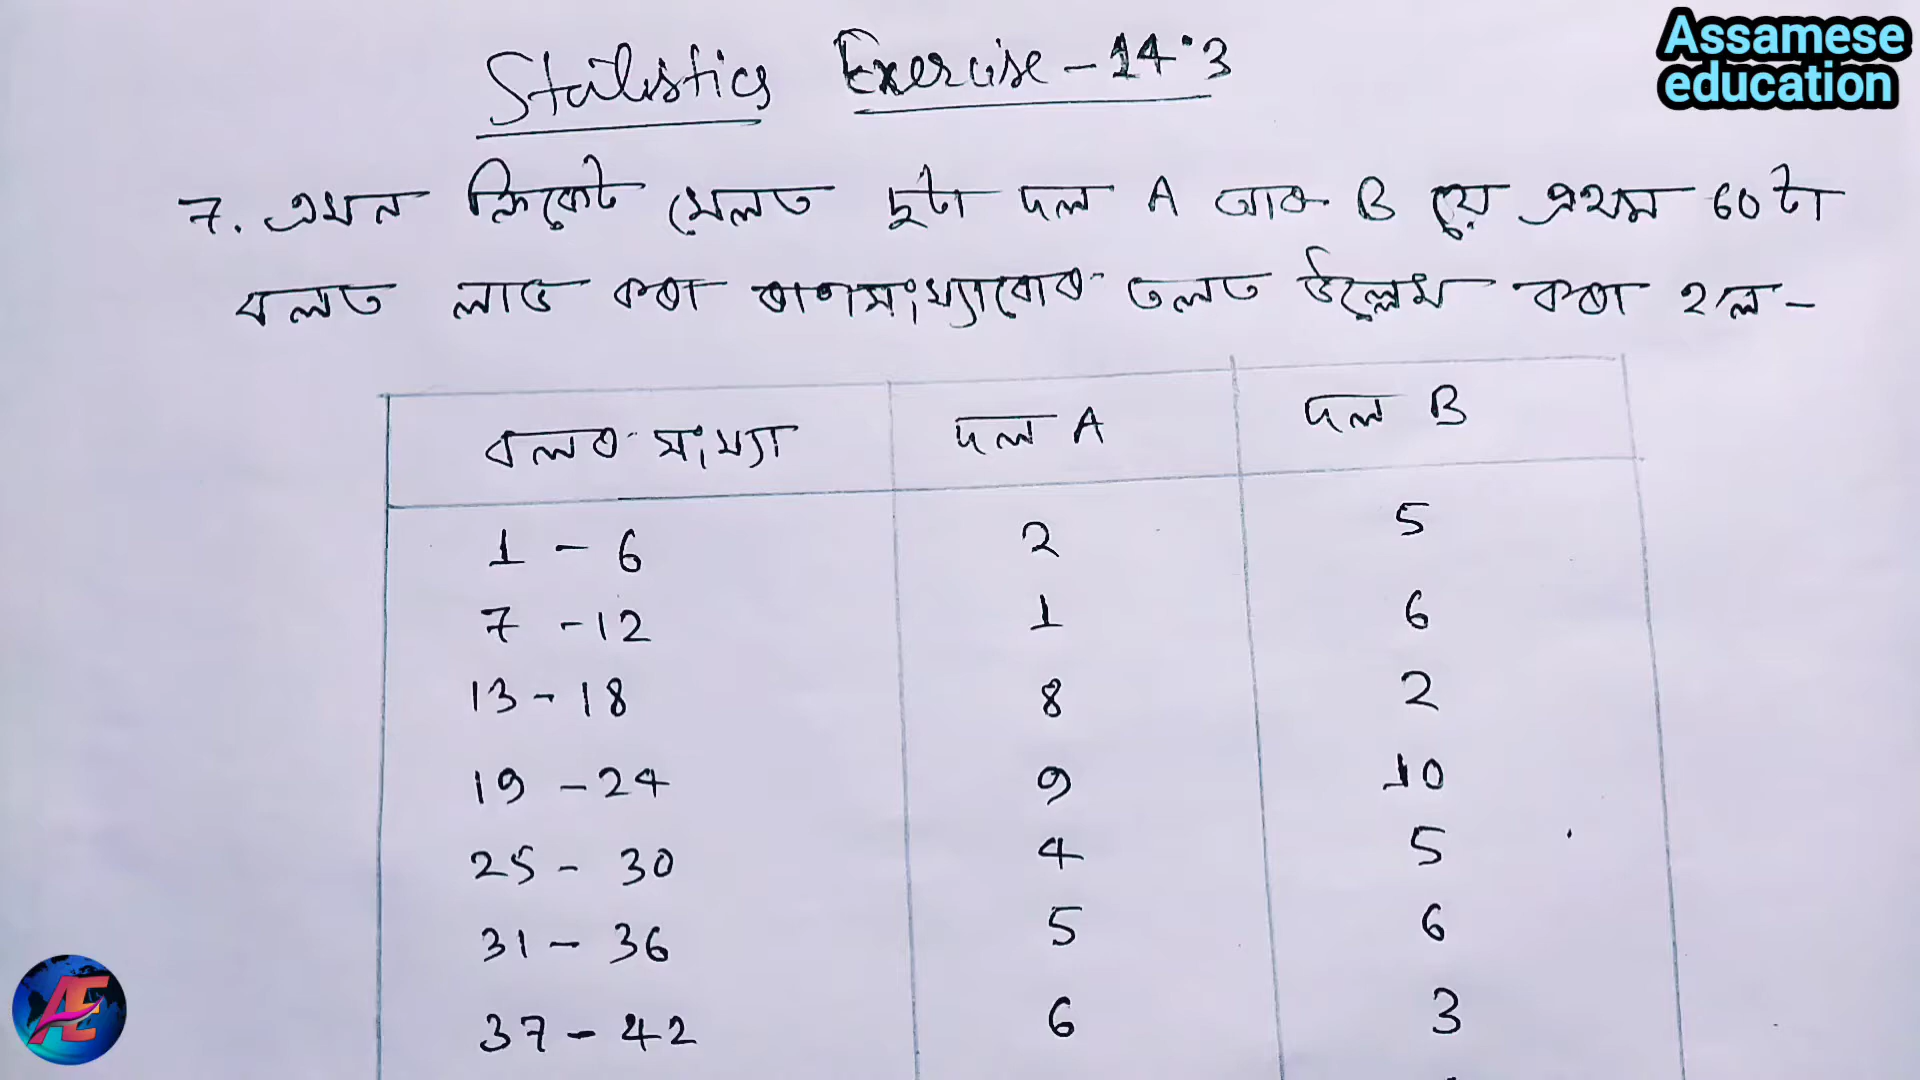 Assamese
education
Statistics Exercise - 14.3
7. এখন ক্ৰিকেট খেলত দুটা দল A আৰু B য়ে প্ৰথম 60 টা
বলত লাভ কৰা ৰাণসংখ্যাবোৰ তলত উল্লেখ কৰা হ'ল -
বলৰ সংখ্যা দল A দল B
1 - 6 2 5
7 - 12 1 6
13 - 18 8 2
19 - 24 9 10
25 - 30 4 5
31 - 36 5 6
37 - 42 6 3
AE